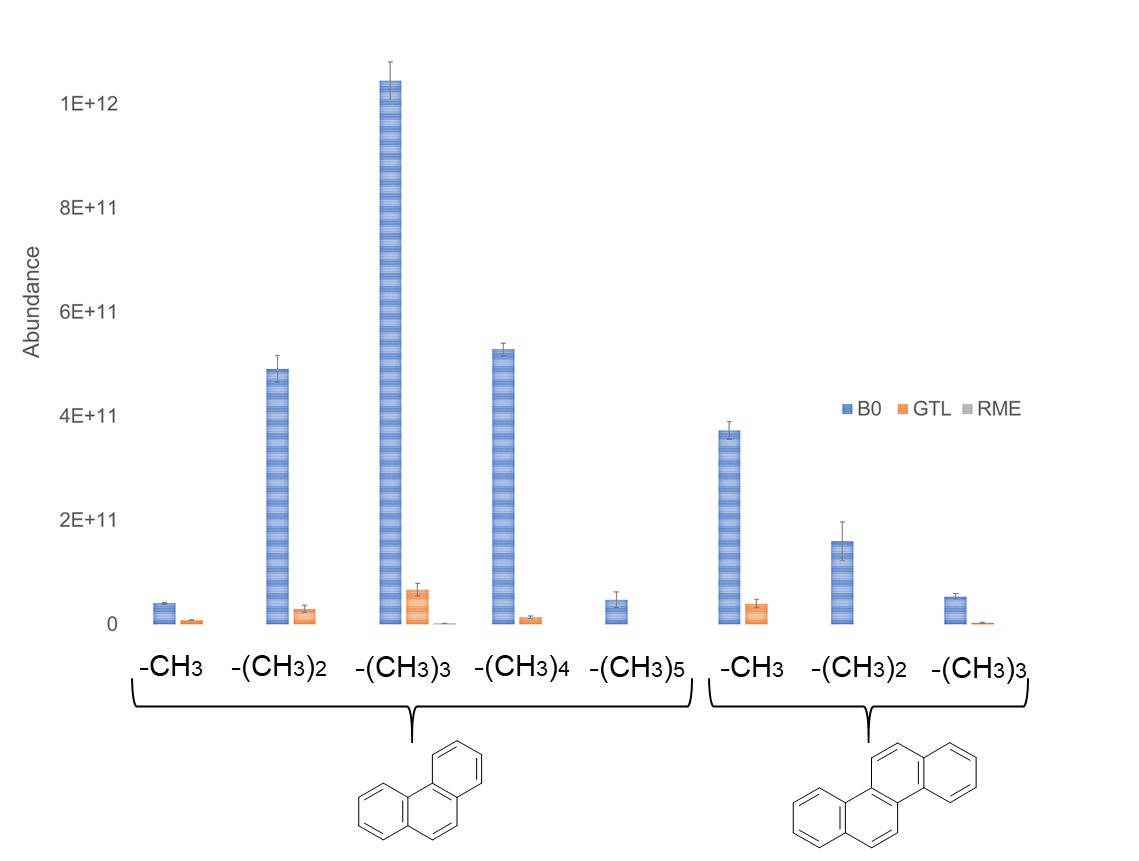 1E+12
8E+11
6E+11
4E+11
2E+11
0
Abundance
B0 GTL RME
-CH3 -(CH3)2 -(CH3)3 -(CH3)4 -(CH3)5 -CH3 -(CH3)2 -(CH3)3